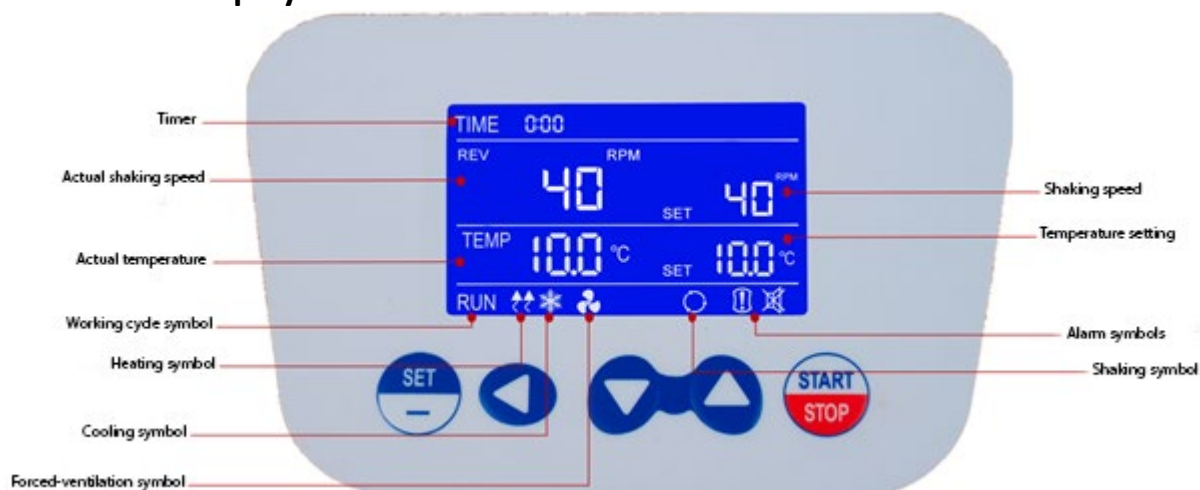 Timer
TIME 0:00
REV RPM
Actual shaking speed
40
RPM
40
SET
Shaking speed
TEMP
Temperature setting
Actual temperature
10.0 °C
SET 10.0 °C
RUN
Working cycle symbol
Alarm symbols
Heating symbol
Shaking symbol
SET
START
STOP
Cooling symbol
Forced-ventilation symbol